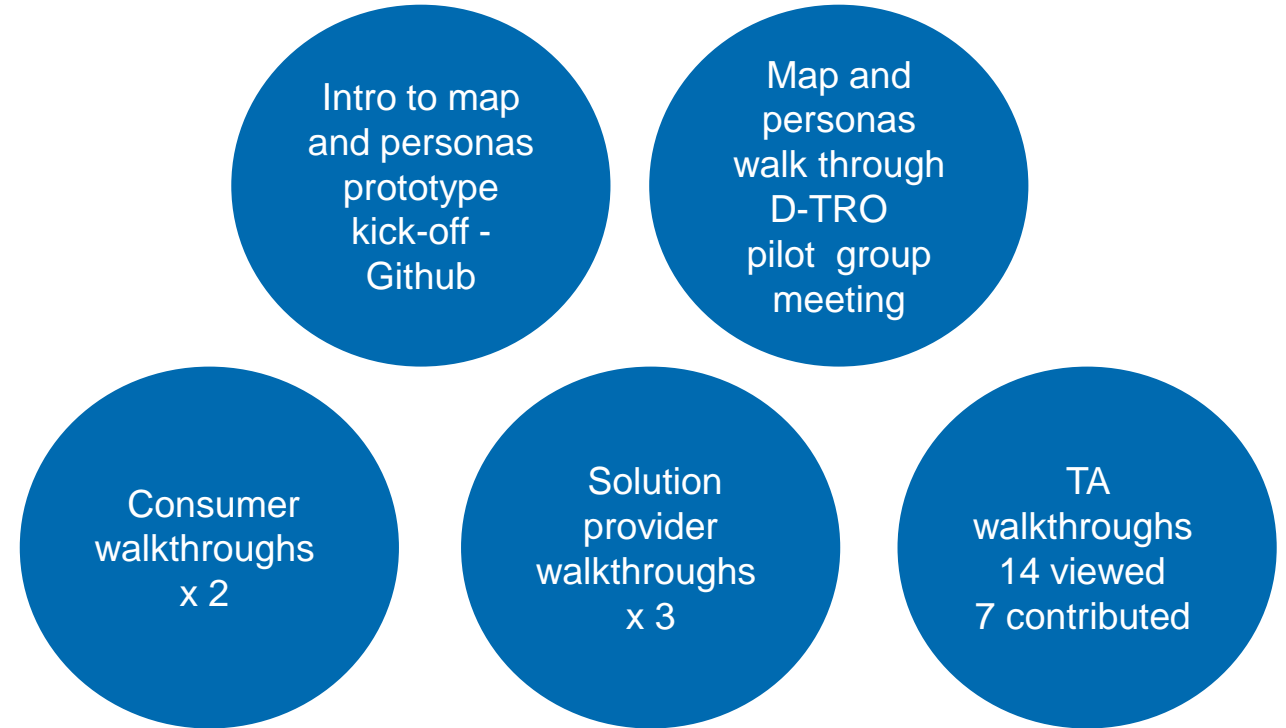 Intro to map
and personas
prototype
kick-off -
Github
Map and
personas
walk through
D-TRO
pilot group
meeting
Consumer
walkthroughs
x 2
Solution
provider
walkthroughs
x 3
TA
walkthroughs
14 viewed
7 contributed